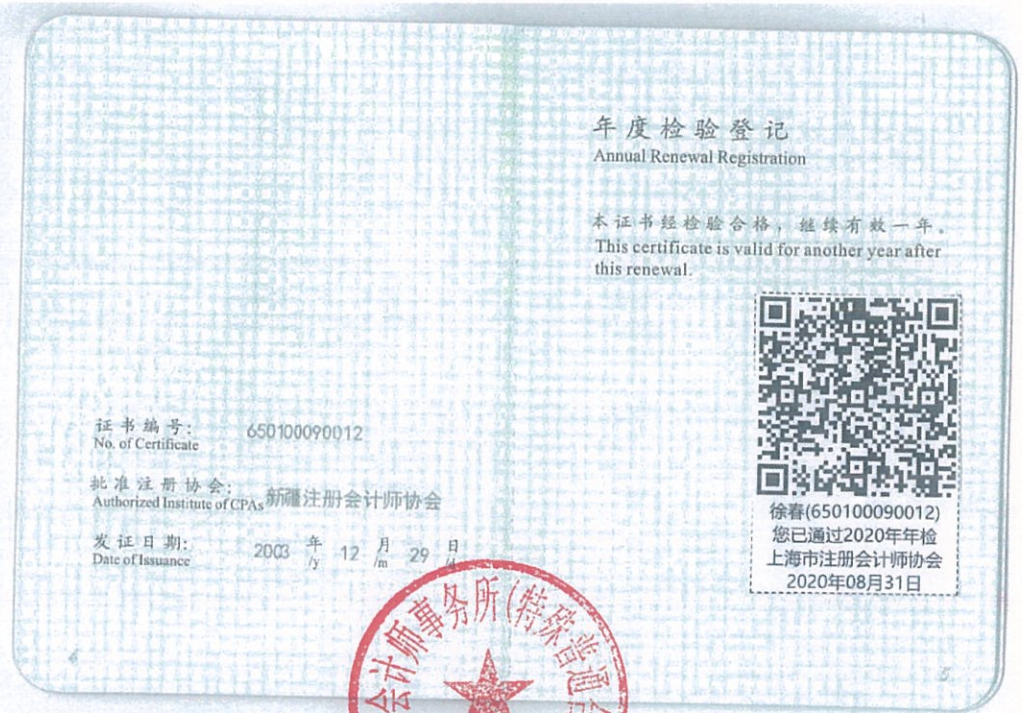 证书编号: 650100090012
No. of Certificate
批准注册协会: 新疆注册会计师协会
Authorized Institute of CPAs
发证日期: 2003 年 12 月 29 日
Date of Issuance /y /m /d
4
年度检验登记
Annual Renewal Registration
本证书经检验合格，继续有效一年。
This certificate is valid for another year after
this renewal.
徐春(650100090012)
您已通过2020年年检
上海市注册会计师协会
2020年08月31日
5
会计师事务所(特殊普通合